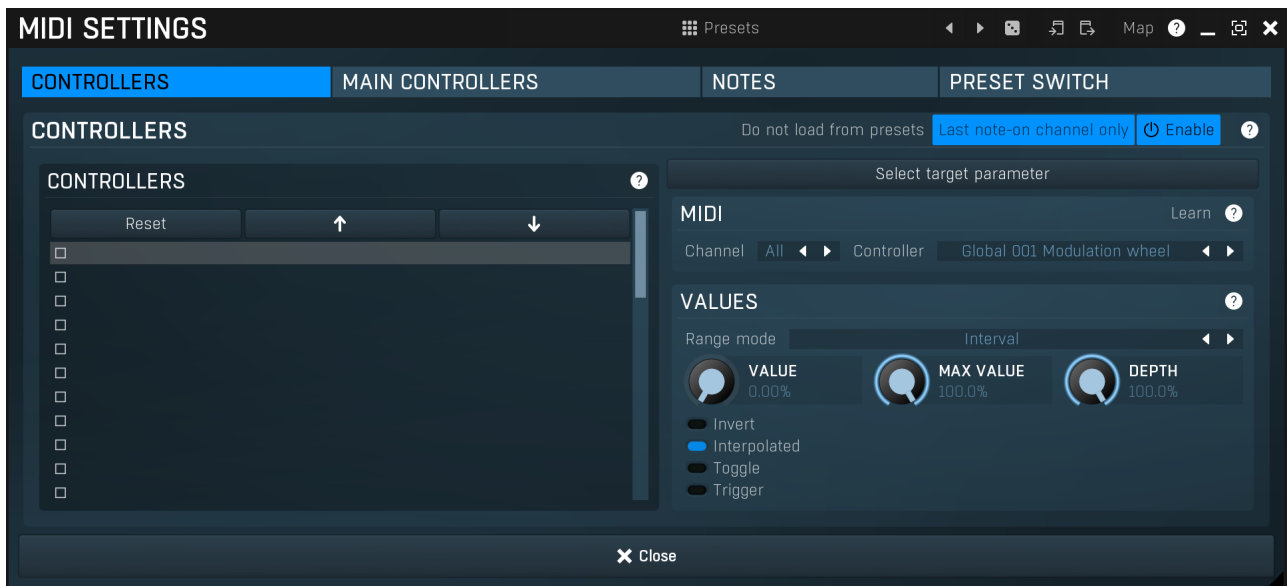 MIDI SETTINGS Presets Map ?
CONTROLLERS MAIN CONTROLLERS NOTES PRESET SWITCH
CONTROLLERS Do not load from presets Last note-on channel only Enable ?
CONTROLLERS ?
Reset
Select target parameter
MIDI Learn ?
Channel All Controller Global 001 Modulation wheel
VALUES ?
Range mode Interval
VALUE 0.00%
MAX VALUE 100.0%
DEPTH 100.0%
Invert
Interpolated
Toggle
Trigger
Close